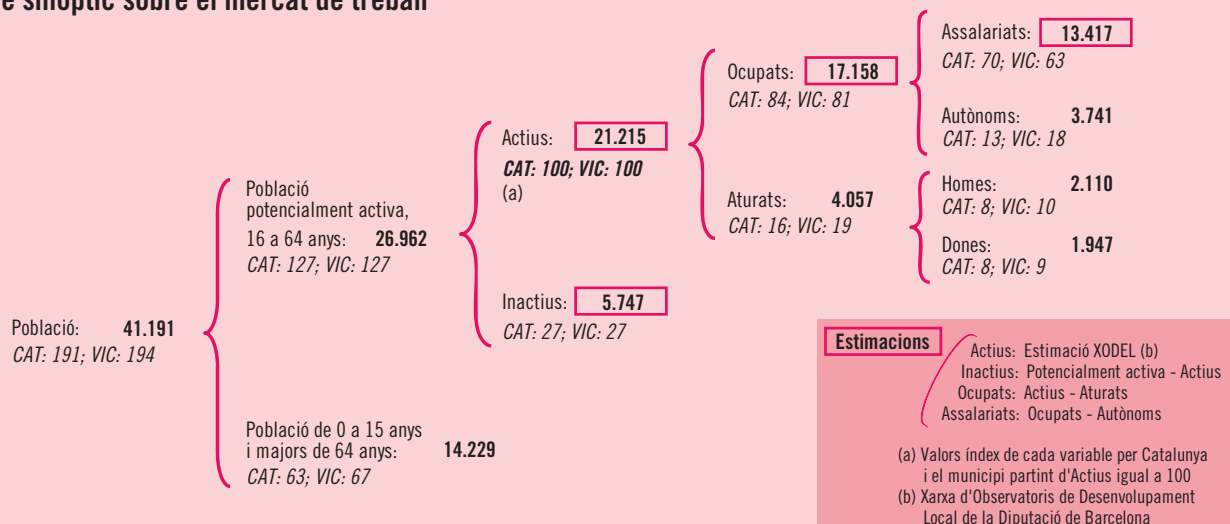 sinòptic sobre el mercat de treball
Població: 41.191
CAT: 191; VIC: 194
Població
potencialment activa,
16 a 64 anys: 26.962
CAT: 127; VIC: 127
Població de 0 a 15 anys
i majors de 64 anys: 14.229
CAT: 63; VIC: 67
Actius: 21.215
CAT: 100; VIC: 100
(a)
Inactius: 5.747
CAT: 27; VIC: 27
Ocupats: 17.158
CAT: 84; VIC: 81
Aturats: 4.057
CAT: 16; VIC: 19
Assalariats: 13.417
CAT: 70; VIC: 63
Autònoms: 3.741
CAT: 13; VIC: 18
Homes: 2.110
CAT: 8; VIC: 10
Dones: 1.947
CAT: 8; VIC: 9
Estimacions
Actius: Estimació XODEL (b)
Inactius: Potencialment activa - Actius
Ocupats: Actius - Aturats
Assalariats: Ocupats - Autònoms
(a) Valors índex de cada variable per Catalunya
i el municipi partint d'Actius igual a 100
(b) Xarxa d'Observatoris de Desenvolupament
Local de la Diputació de Barcelona